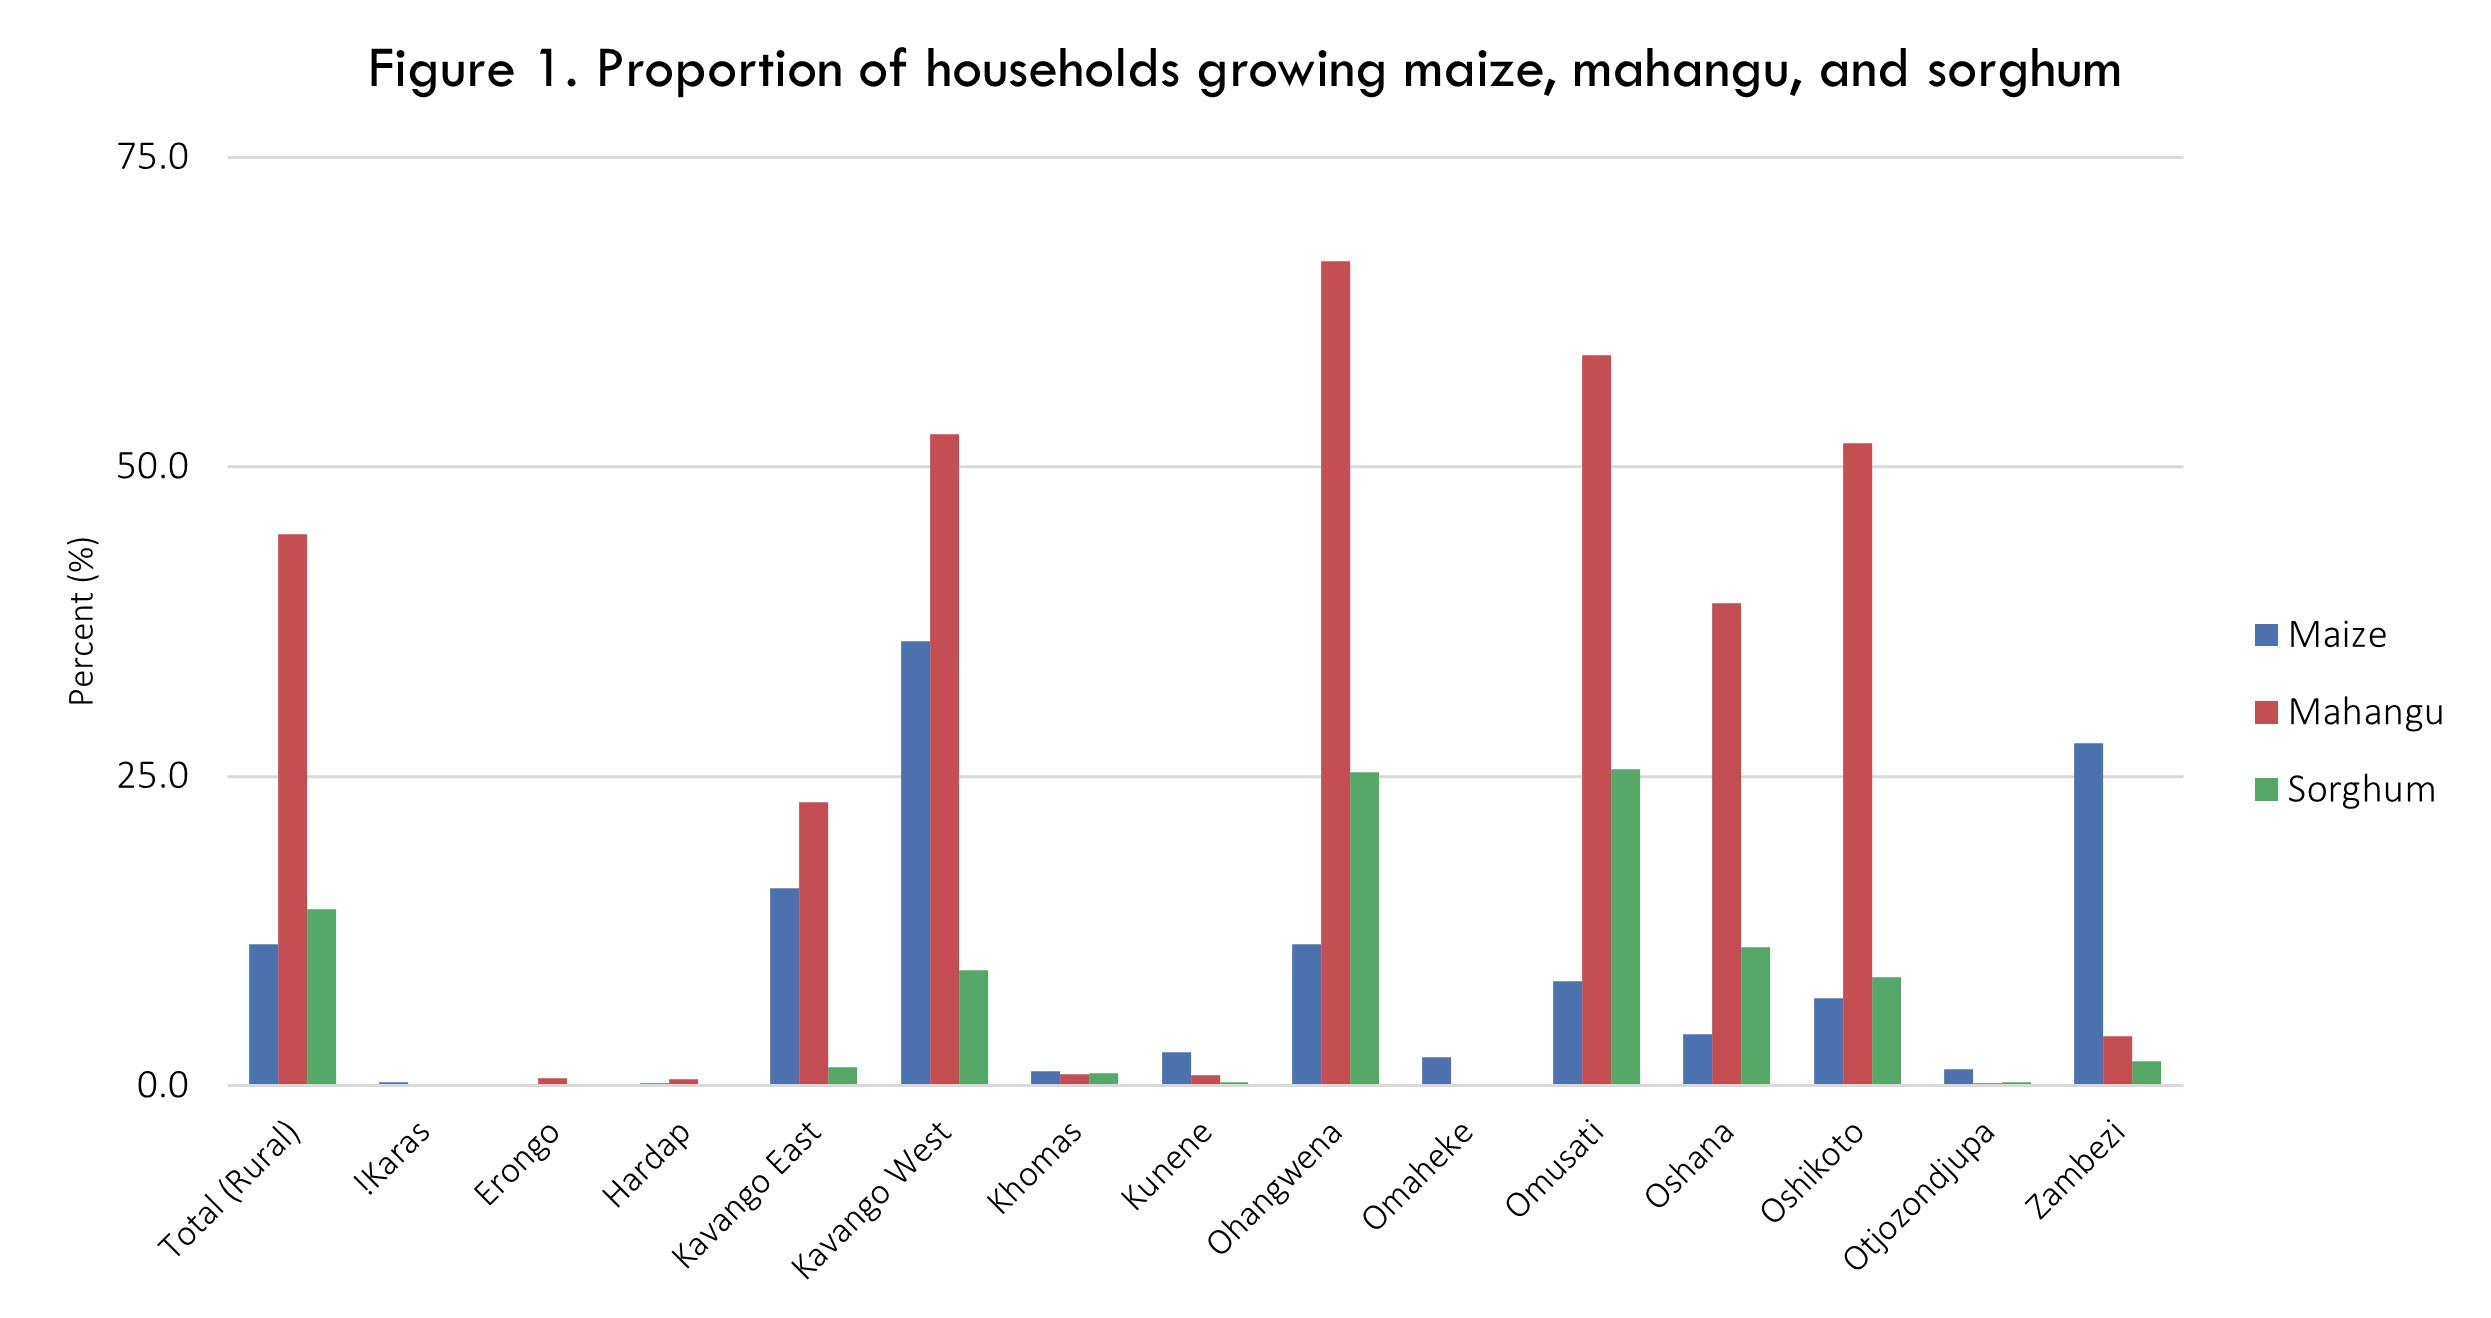 Figure 1. Proportion of households growing maize, mahangu, and sorghum
75.0
50.0
25.0
0.0
Percent (%)
Total (Rural)
!Karas
Erongo
Hardap
Kavango East
Kavango West
Khomas
Kunene
Ohangwena
Omaheke
Omusati
Oshana
Oshikoto
Otjozondjupa
Zambezi
Maize
Mahangu
Sorghum